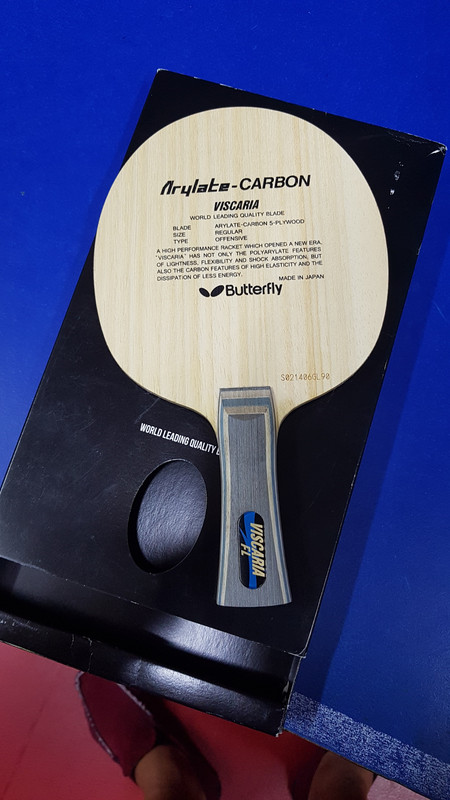 Arylate-CARBON
VISCARIA
WORLD LEADING QUALITY BLADE
BLADE ARYLATE-CARBON 5-PLYWOOD
SIZE REGULAR
TYPE OFFENSIVE
A HIGH PERFORMANCE RACKET WHICH OPENED A NEW ERA.
"VISCARIA" HAS NOT ONLY THE POLYARYLATE FEATURES
OF LIGHTNESS, FLEXIBILITY AND SHOCK ABSORPTION, BUT
ALSO THE CARBON FEATURES OF HIGH ELASTICITY AND THE
DISSIPATION OF LESS ENERGY.
MADE IN JAPAN
Butterfly
S021406GL90
WORLD LEADING QUALITY
VISCARIA
FL